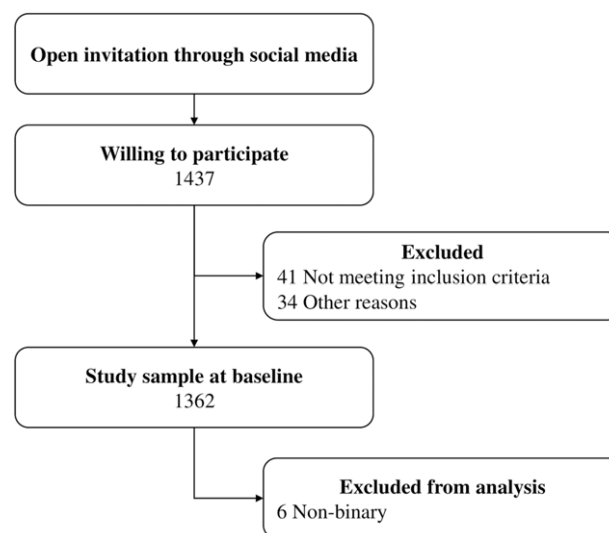 Open invitation through social media
Willing to participate
1437
Excluded
41 Not meeting inclusion criteria
34 Other reasons
Study sample at baseline
1362
Excluded from analysis
6 Non-binary